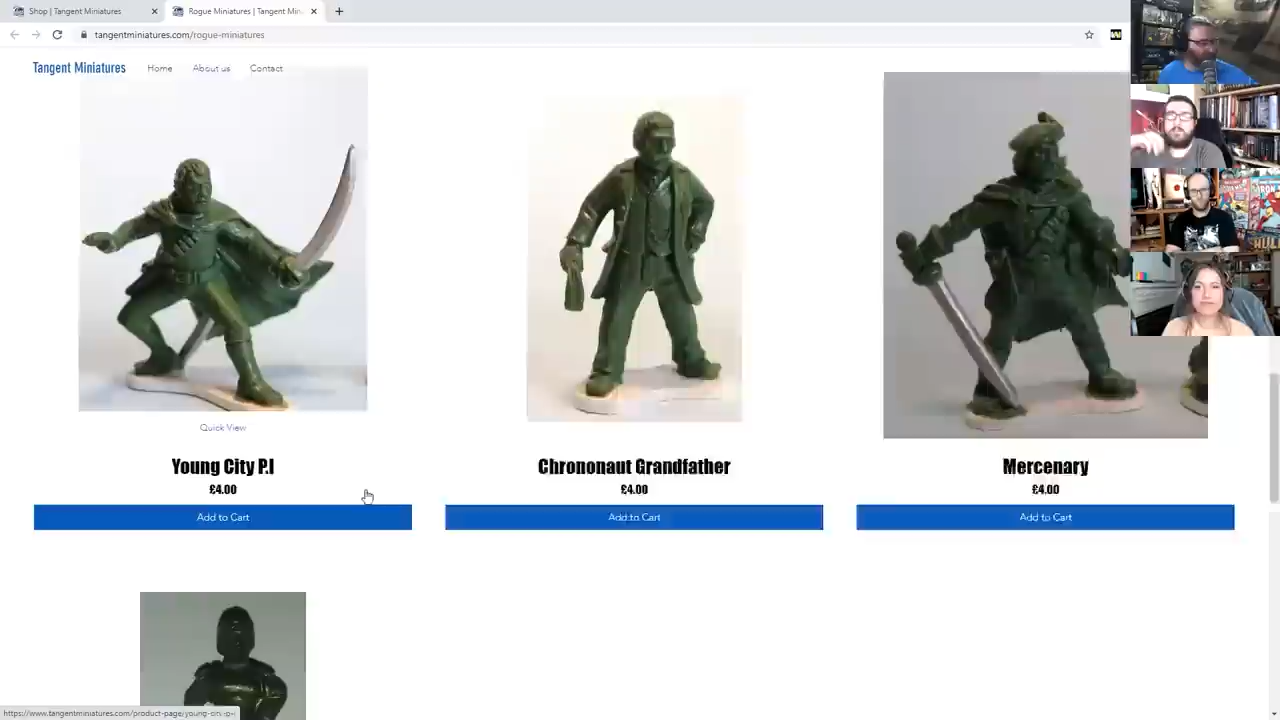 Shop | Tangent Miniatures
Rogue Miniatures | Tangent Min
tangentminiatures.com/rogue-miniatures
Tangent Miniatures
Home
About us
Contact
Quick View
Young City P.I
£4.00
Add to Cart
Chrononaut Grandfather
£4.00
Add to Cart
Mercenary
£4.00
Add to Cart